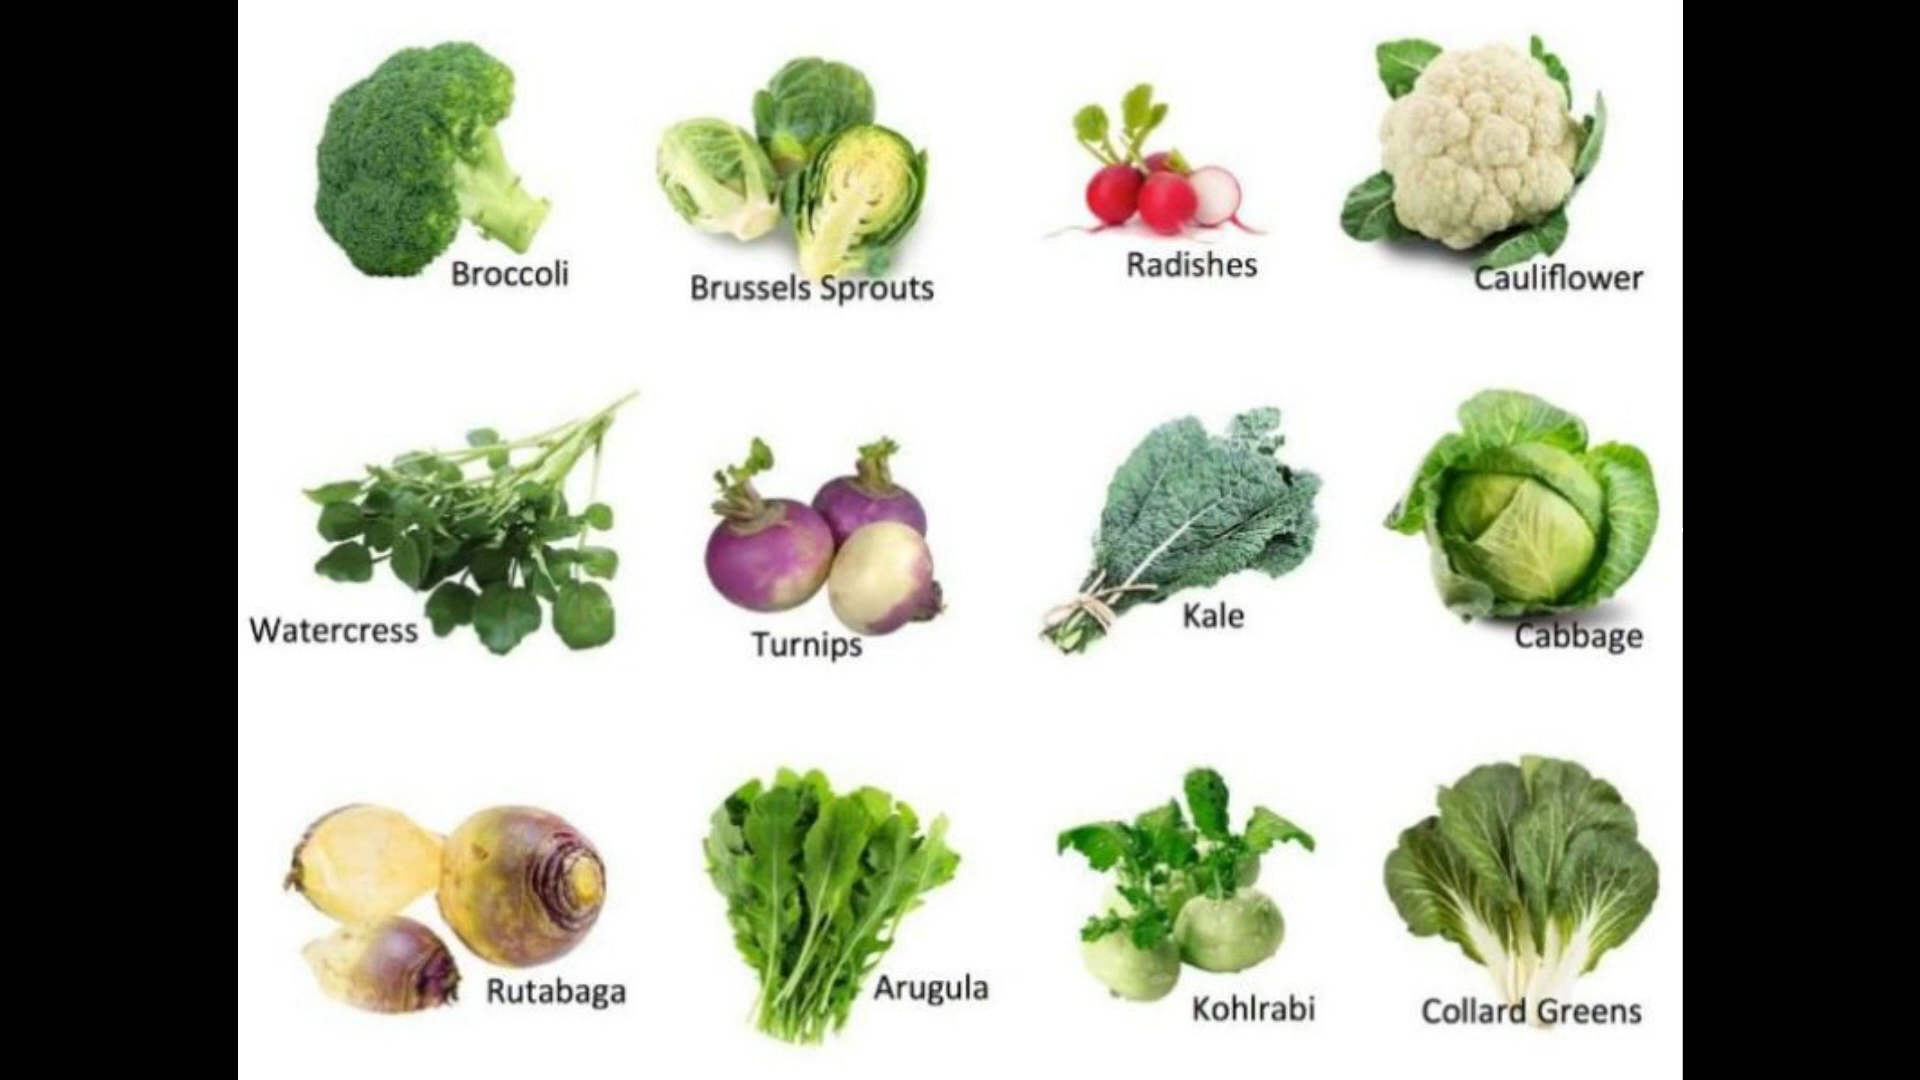 Broccoli
Brussels Sprouts
Radishes
Cauliflower
Watercress
Turnips
Kale
Cabbage
Rutabaga
Arugula
Kohlrabi
Collard Greens